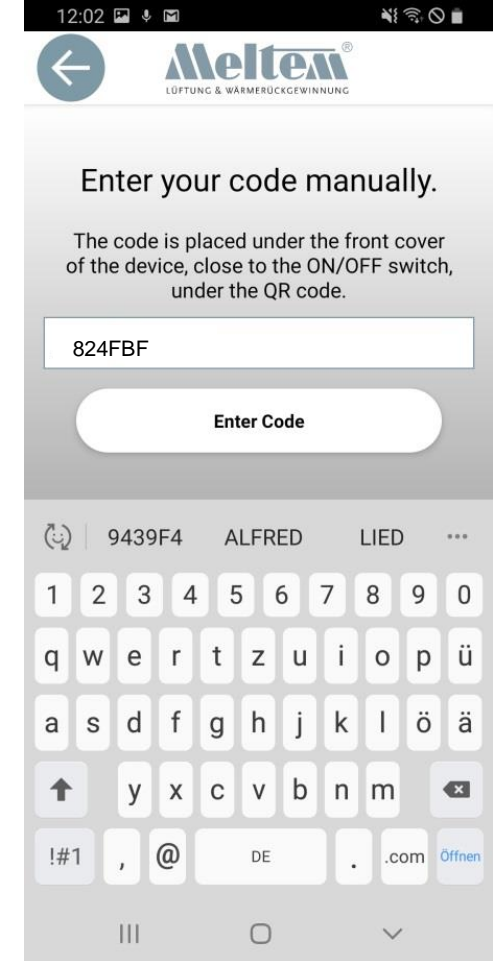 12:02
Meltem®
LÜFTUNG & WÄRMERÜCKGEWINNUNG
Enter your code manually.
The code is placed under the front cover
of the device, close to the ON/OFF switch,
under the QR code.
824FBF
Enter Code
9439F4 ALFRED LIED
1 2 3 4 5 6 7 8 9 0
q w e r t z u i o p ü
a s d f g h j k l ö ä
y x c v b n m
!#1 , @ DE . .com Öffnen